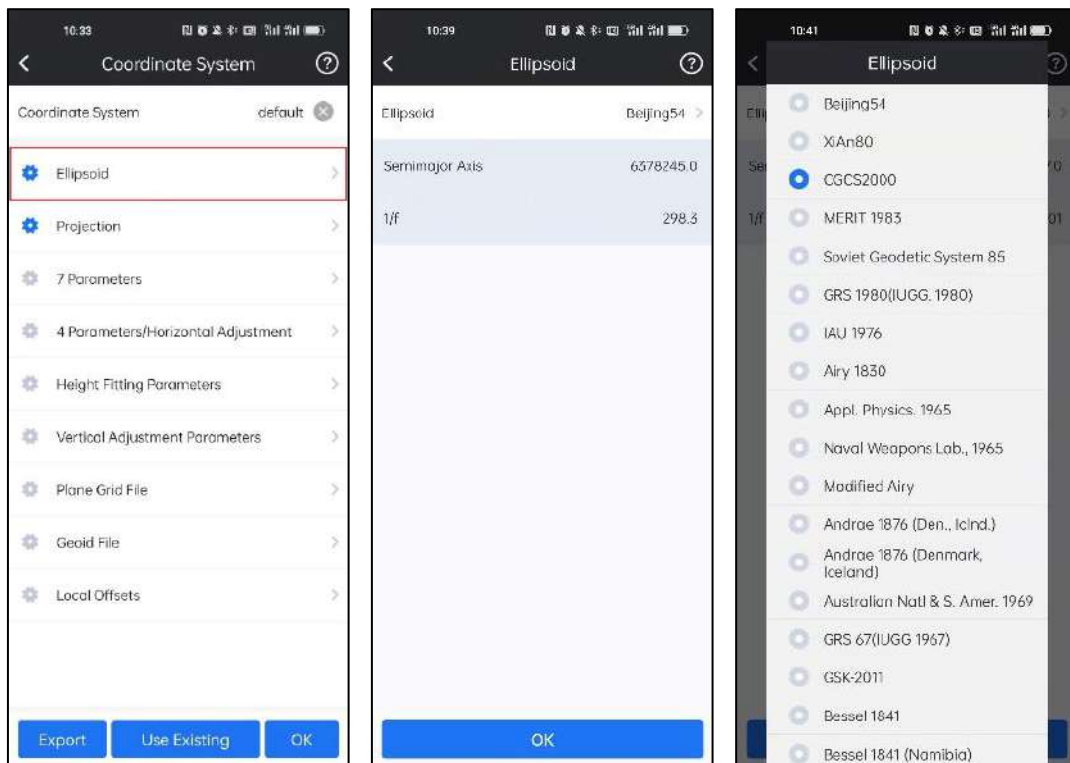 10:33
Coordinate System
Coordinate System default
Ellipsoid
Projection
7 Parameters
4 Parameters/Horizontal Adjustment
Height Fitting Parameters
Vertical Adjustment Parameters
Plane Grid File
Geoid File
Local Offsets
Export Use Existing OK
10:39
Ellipsoid
Ellipsoid Beijing54
Semimajor Axis 6378245.0
1/f 298.3
OK
10:41
Ellipsoid
Beijing54
XiAn80
CGCS2000
MERIT 1983
Soviet Geodetic System 85
GRS 1980(IUGG, 1980)
IAU 1976
Airy 1830
Appl. Physics. 1965
Naval Weapons Lab., 1965
Modified Airy
Andrae 1876 (Den., Iclnd.)
Andrae 1876 (Denmark,
Iceland)
Australian Natl & S. Amer. 1969
GRS 67(IUGG 1967)
GSK-2011
Bessel 1841
Bessel 1841 (Namibia)